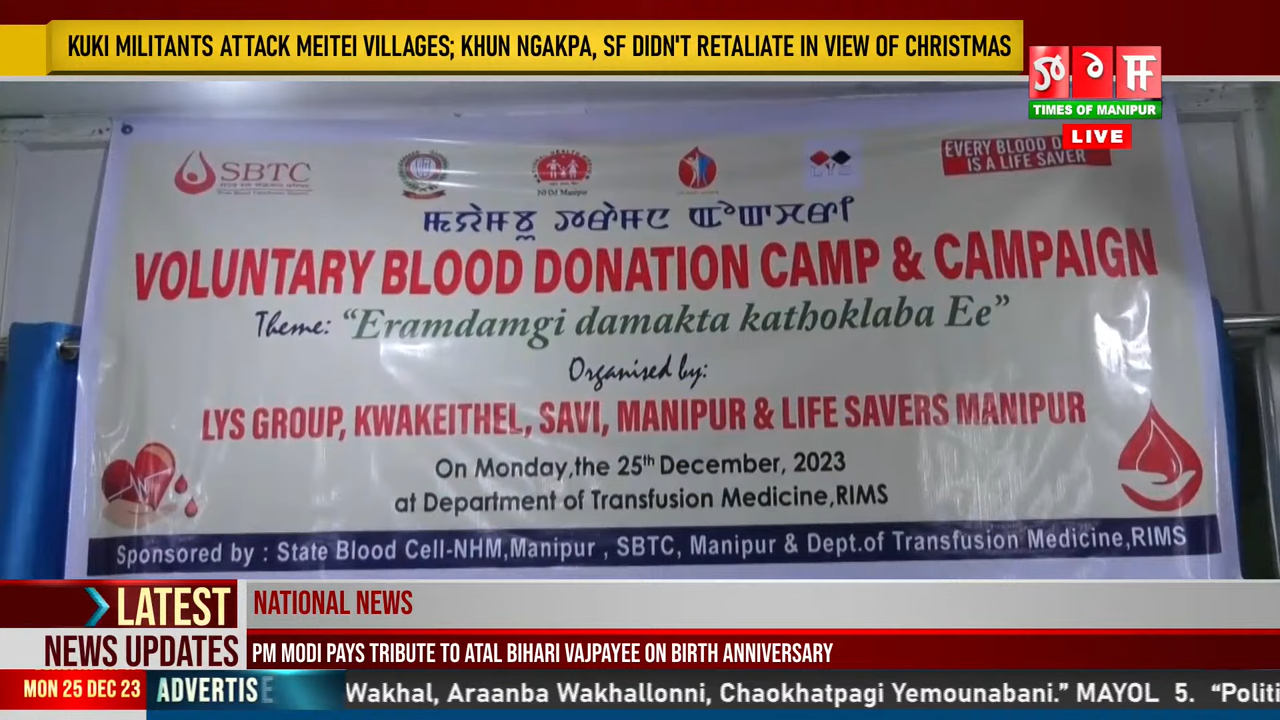 KUKI MILITANTS ATTACK MEITEI VILLAGES; KHUN NGAKPA, SF DIDN'T RETALIATE IN VIEW OF CHRISTMAS
TIMES OF MANIPUR
LIVE
SBTC
NHM Manipur
EVERY BLOOD
IS A LIFE SAVER
VOLUNTARY BLOOD DONATION CAMP & CAMPAIGN
Theme: “Eramdamgi damakta kathoklaba Ee”
Organised by:
LYS GROUP, KWAKEITHEL, SAVI, MANIPUR & LIFE SAVERS MANIPUR
On Monday,the 25th December, 2023
at Department of Transfusion Medicine,RIMS
Sponsored by : State Blood Cell-NHM,Manipur , SBTC, Manipur & Dept.of Transfusion Medicine,RIMS
LATEST
NEWS UPDATES
NATIONAL NEWS
PM MODI PAYS TRIBUTE TO ATAL BIHARI VAJPAYEE ON BIRTH ANNIVERSARY
MON 25 DEC 23
ADVERTISE
Wakhal, Araanba Wakhallonni, Chaokhatpagi Yemounabani.” MAYOL 5. “Politi